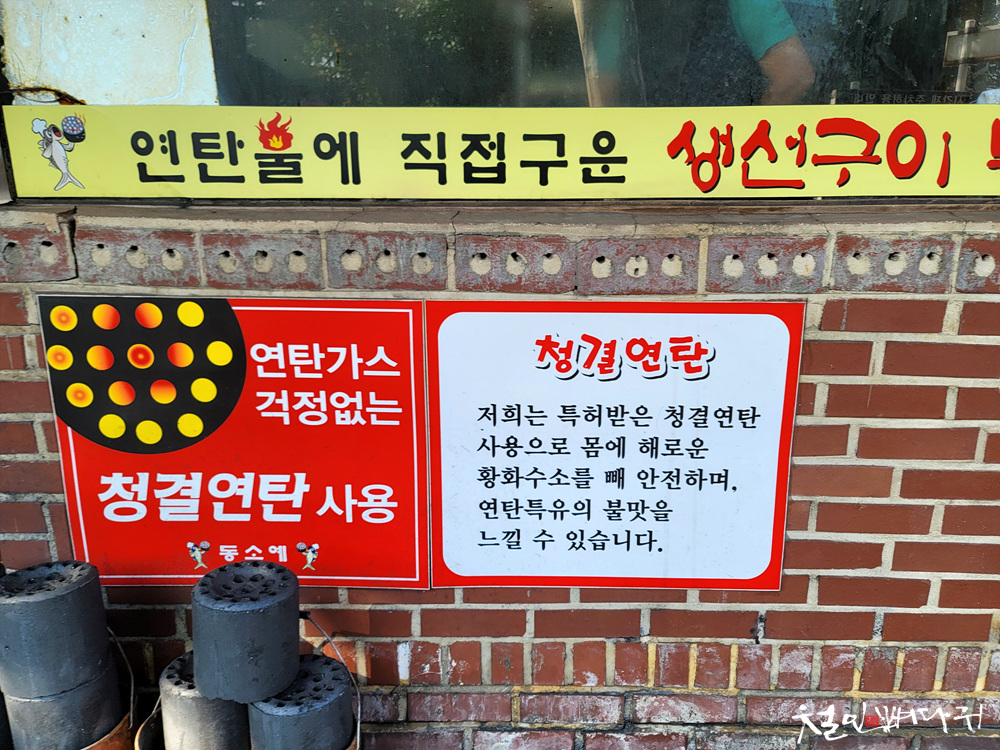 연탄불에 직접구운 생선구이
연탄가스
걱정없는
청결연탄 사용
동소예
청결연탄
저희는 특허받은 청결연탄
사용으로 몸에 해로운
황화수소를 빼 안전하며,
연탄특유의 불맛을
느낄 수 있습니다.
철인빠다귀